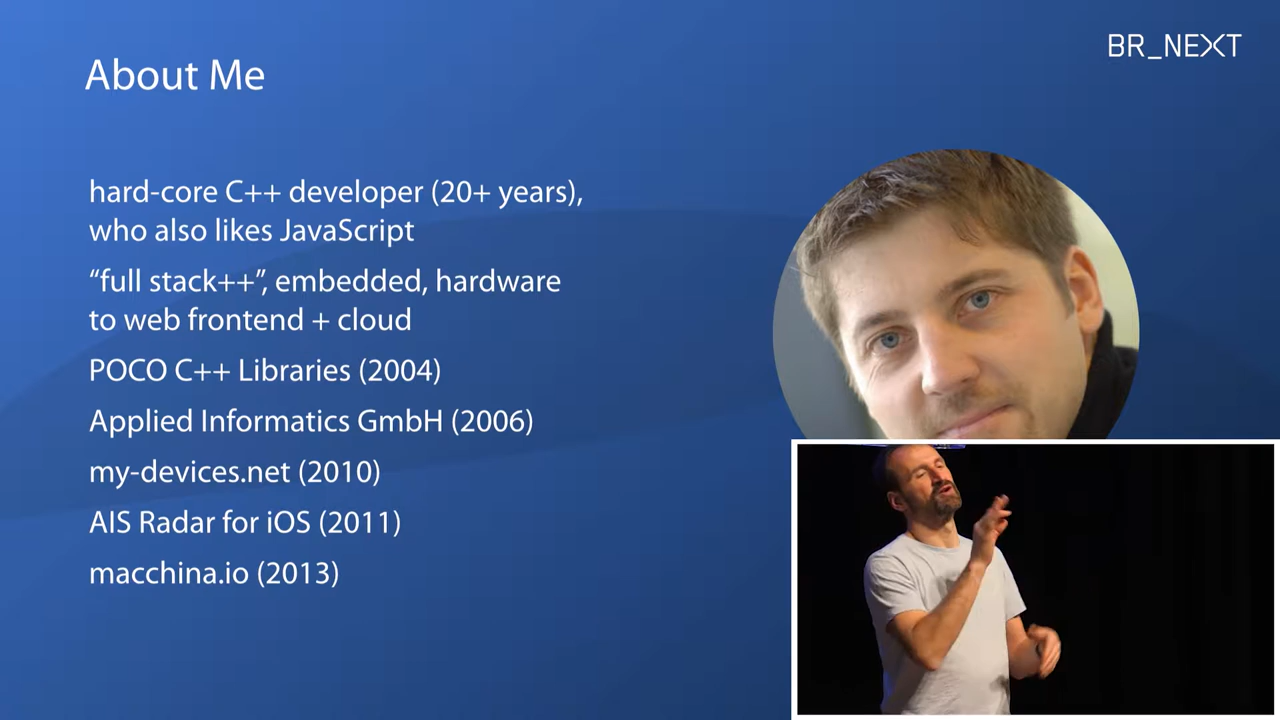 About Me
BR_NEXT
hard-core C++ developer (20+ years),
who also likes JavaScript
“full stack++”, embedded, hardware
to web frontend + cloud
POCO C++ Libraries (2004)
Applied Informatics GmbH (2006)
my-devices.net (2010)
AIS Radar for iOS (2011)
macchina.io (2013)